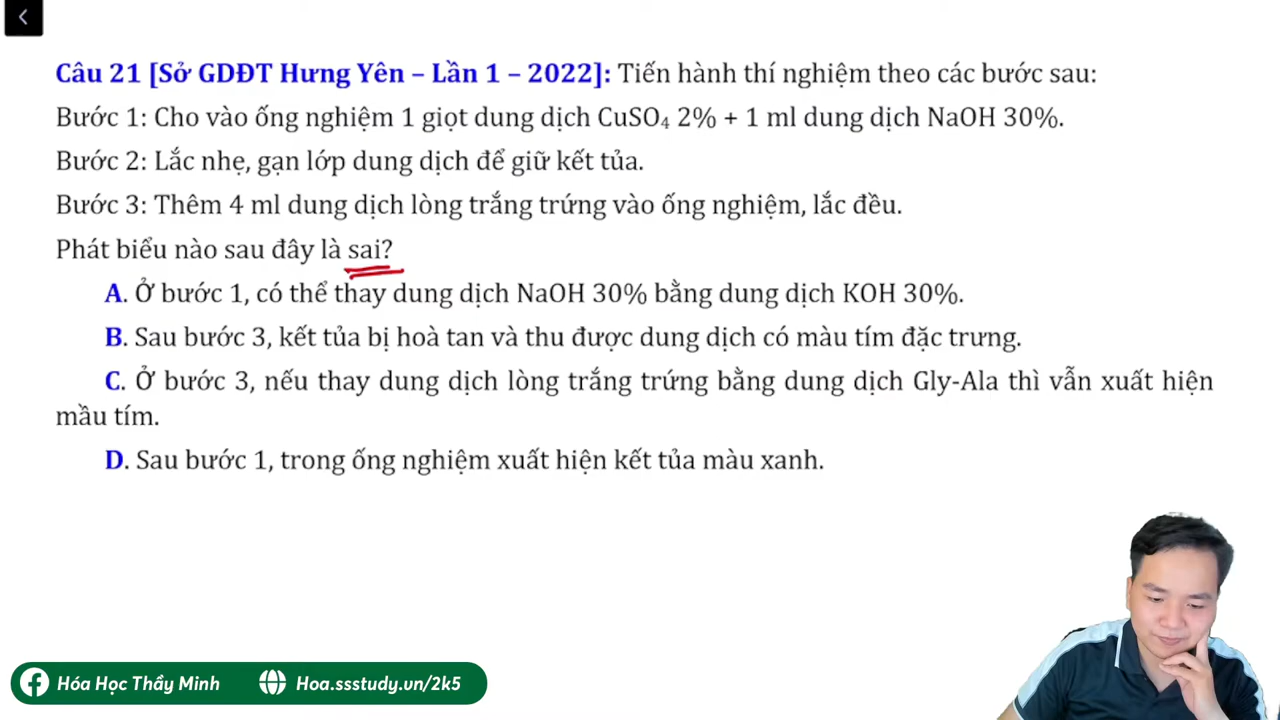 Câu 21 [Sở GDĐT Hưng Yên – Lần 1 – 2022]: Tiến hành thí nghiệm theo các bước sau:
Bước 1: Cho vào ống nghiệm 1 giọt dung dịch CuSO₄ 2% + 1 ml dung dịch NaOH 30%.
Bước 2: Lắc nhẹ, gạn lớp dung dịch để giữ kết tủa.
Bước 3: Thêm 4 ml dung dịch lòng trắng trứng vào ống nghiệm, lắc đều.
Phát biểu nào sau đây là sai?
A. Ở bước 1, có thể thay dung dịch NaOH 30% bằng dung dịch KOH 30%.
B. Sau bước 3, kết tủa bị hoà tan và thu được dung dịch có màu tím đặc trưng.
C. Ở bước 3, nếu thay dung dịch lòng trắng trứng bằng dung dịch Gly-Ala thì vẫn xuất hiện
mầu tím.
D. Sau bước 1, trong ống nghiệm xuất hiện kết tủa màu xanh.
Hóa Học Thầy Minh
Hoa.ssstudy.vn/2k5